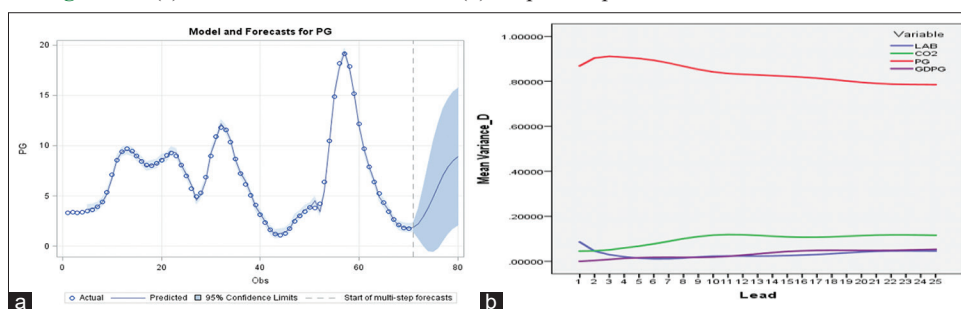 Model and Forecasts for PG
20
15
10
5
0
PG
0 20 40 60 80
Obs
Actual Predicted 95% Confidence Limits Start of multi-step forecasts
a
Variable
LAB
CO2
PG
GDPG
1.00000
.80000
.60000
.40000
.20000
.00000
Mean Variance_D
1 2 3 4 5 6 7 8 9 10 11 12 13 14 15 16 17 18 19 20 21 22 23 24 25
Lead
b